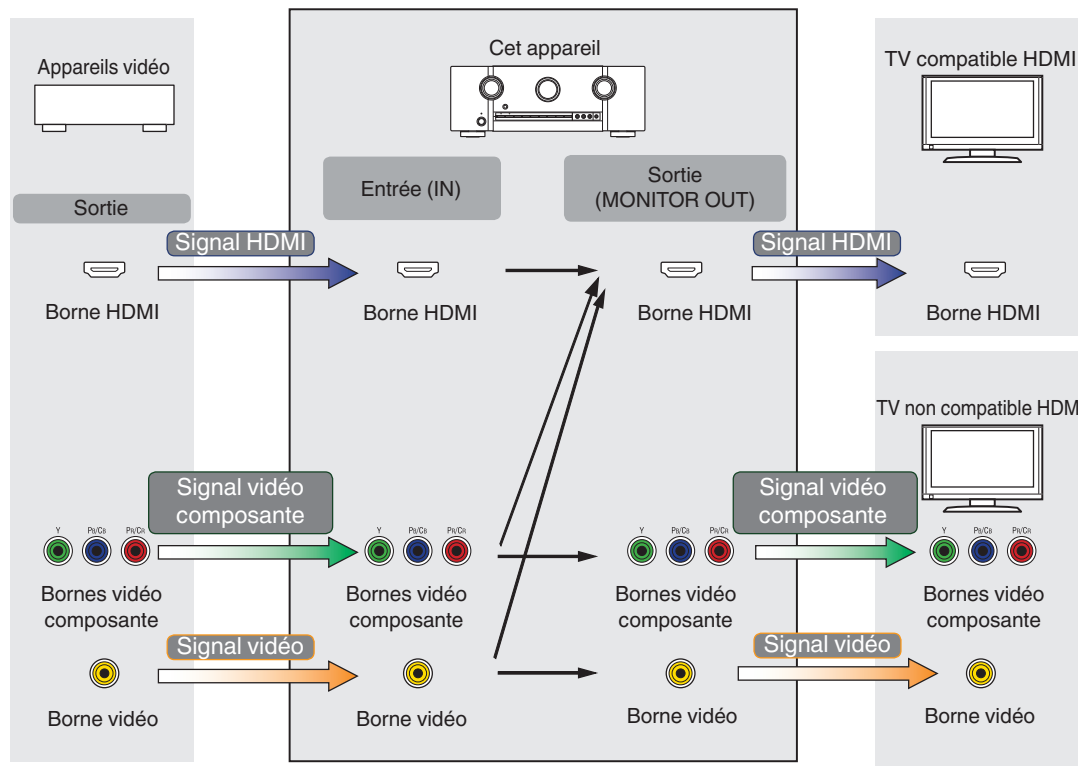 Appareils vidéo
Cet appareil
TV compatible HDMI
Sortie
Entrée (IN)
Sortie
(MONITOR OUT)
Signal HDMI
Signal HDMI
Borne HDMI
Borne HDMI
Borne HDMI
Borne HDMI
TV non compatible HDM
Signal vidéo
composante
Signal vidéo
composante
Y PB/CB PR/CR
Y PB/CB PR/CR
Y PB/CB PR/CR
Y PB/CB PR/CR
Bornes vidéo
composante
Bornes vidéo
composante
Bornes vidéo
composante
Bornes vidéo
composante
Signal vidéo
Signal vidéo
Borne vidéo
Borne vidéo
Borne vidéo
Borne vidéo